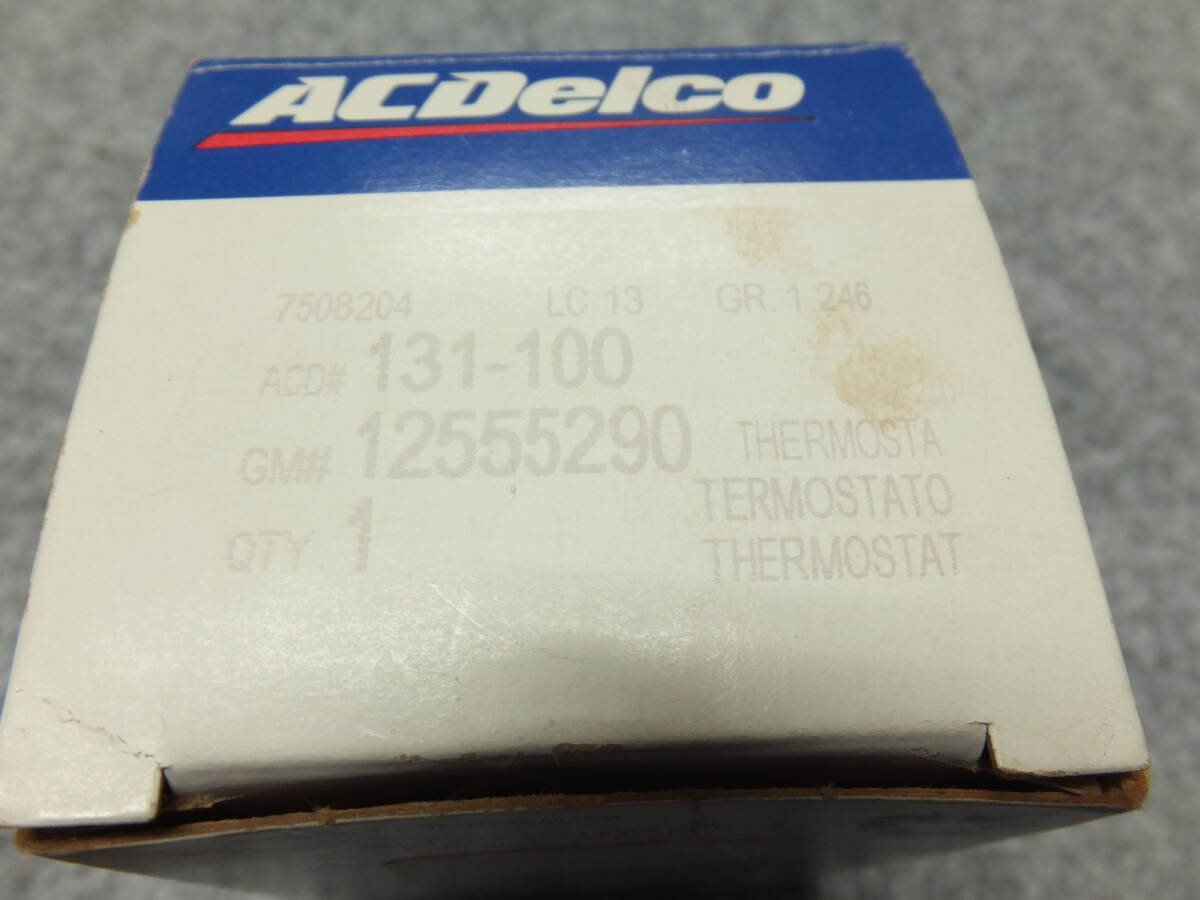 ACDelco
7508204 LC 13 GR. 1.246
ACD# 131-100
GM# 12555290 THERMOSTA
TERMOSTATO
QTY 1 THERMOSTAT